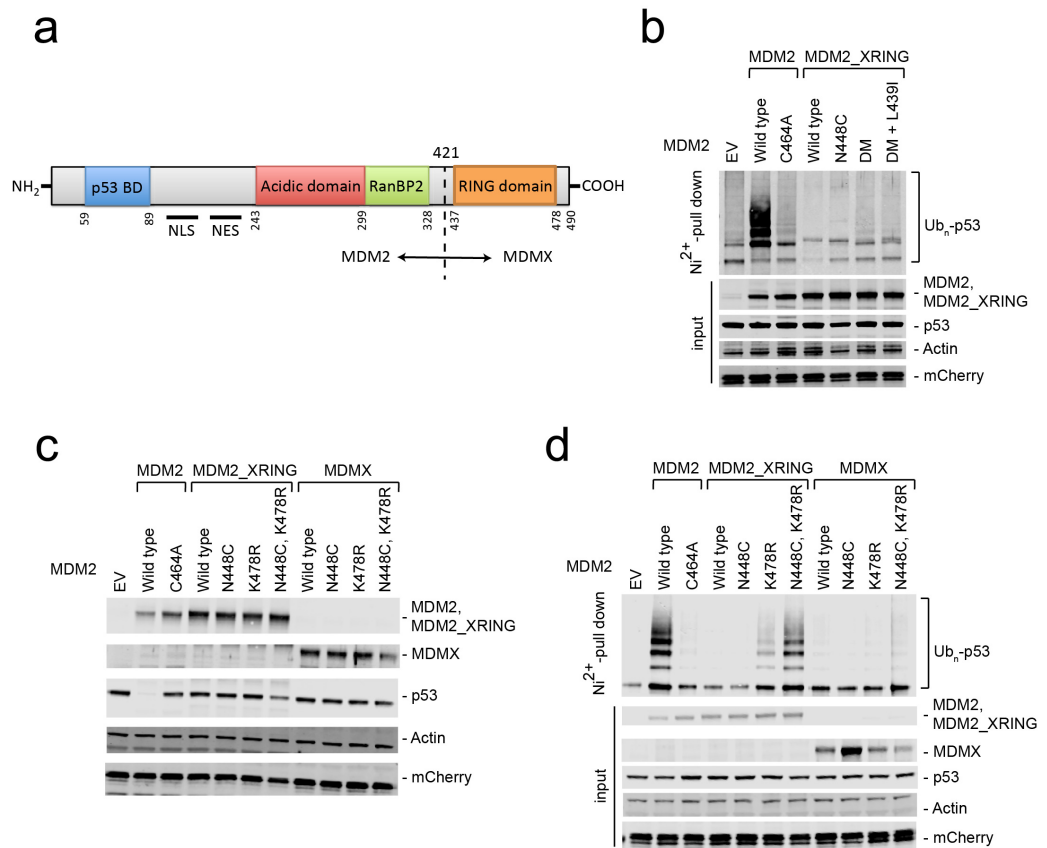 a
421
NH2
p53 BD
Acidic domain
RanBP2
RING domain
COOH
59
89
243
299
328
437
478
490
NLS
NES
MDM2
MDMX
b
MDM2
MDM2_XRING
MDM2
EV
Wild type
C464A
Wild type
N448C
DM
DM + L439I
Ni2+-pull down
Ubn-p53
input
MDM2,
MDM2_XRING
p53
Actin
mCherry
c
MDM2
MDM2_XRING
MDMX
MDM2
EV
Wild type
C464A
Wild type
N448C
K478R
N448C, K478R
Wild type
N448C
K478R
N448C, K478R
MDM2,
MDM2_XRING
MDMX
p53
Actin
mCherry
d
MDM2
MDM2_XRING
MDMX
MDM2
EV
Wild type
C464A
Wild type
N448C
K478R
N448C, K478R
Wild type
N448C
K478R
N448C, K478R
Ni2+-pull down
Ubn-p53
input
MDM2,
MDM2_XRING
MDMX
p53
Actin
mCherry